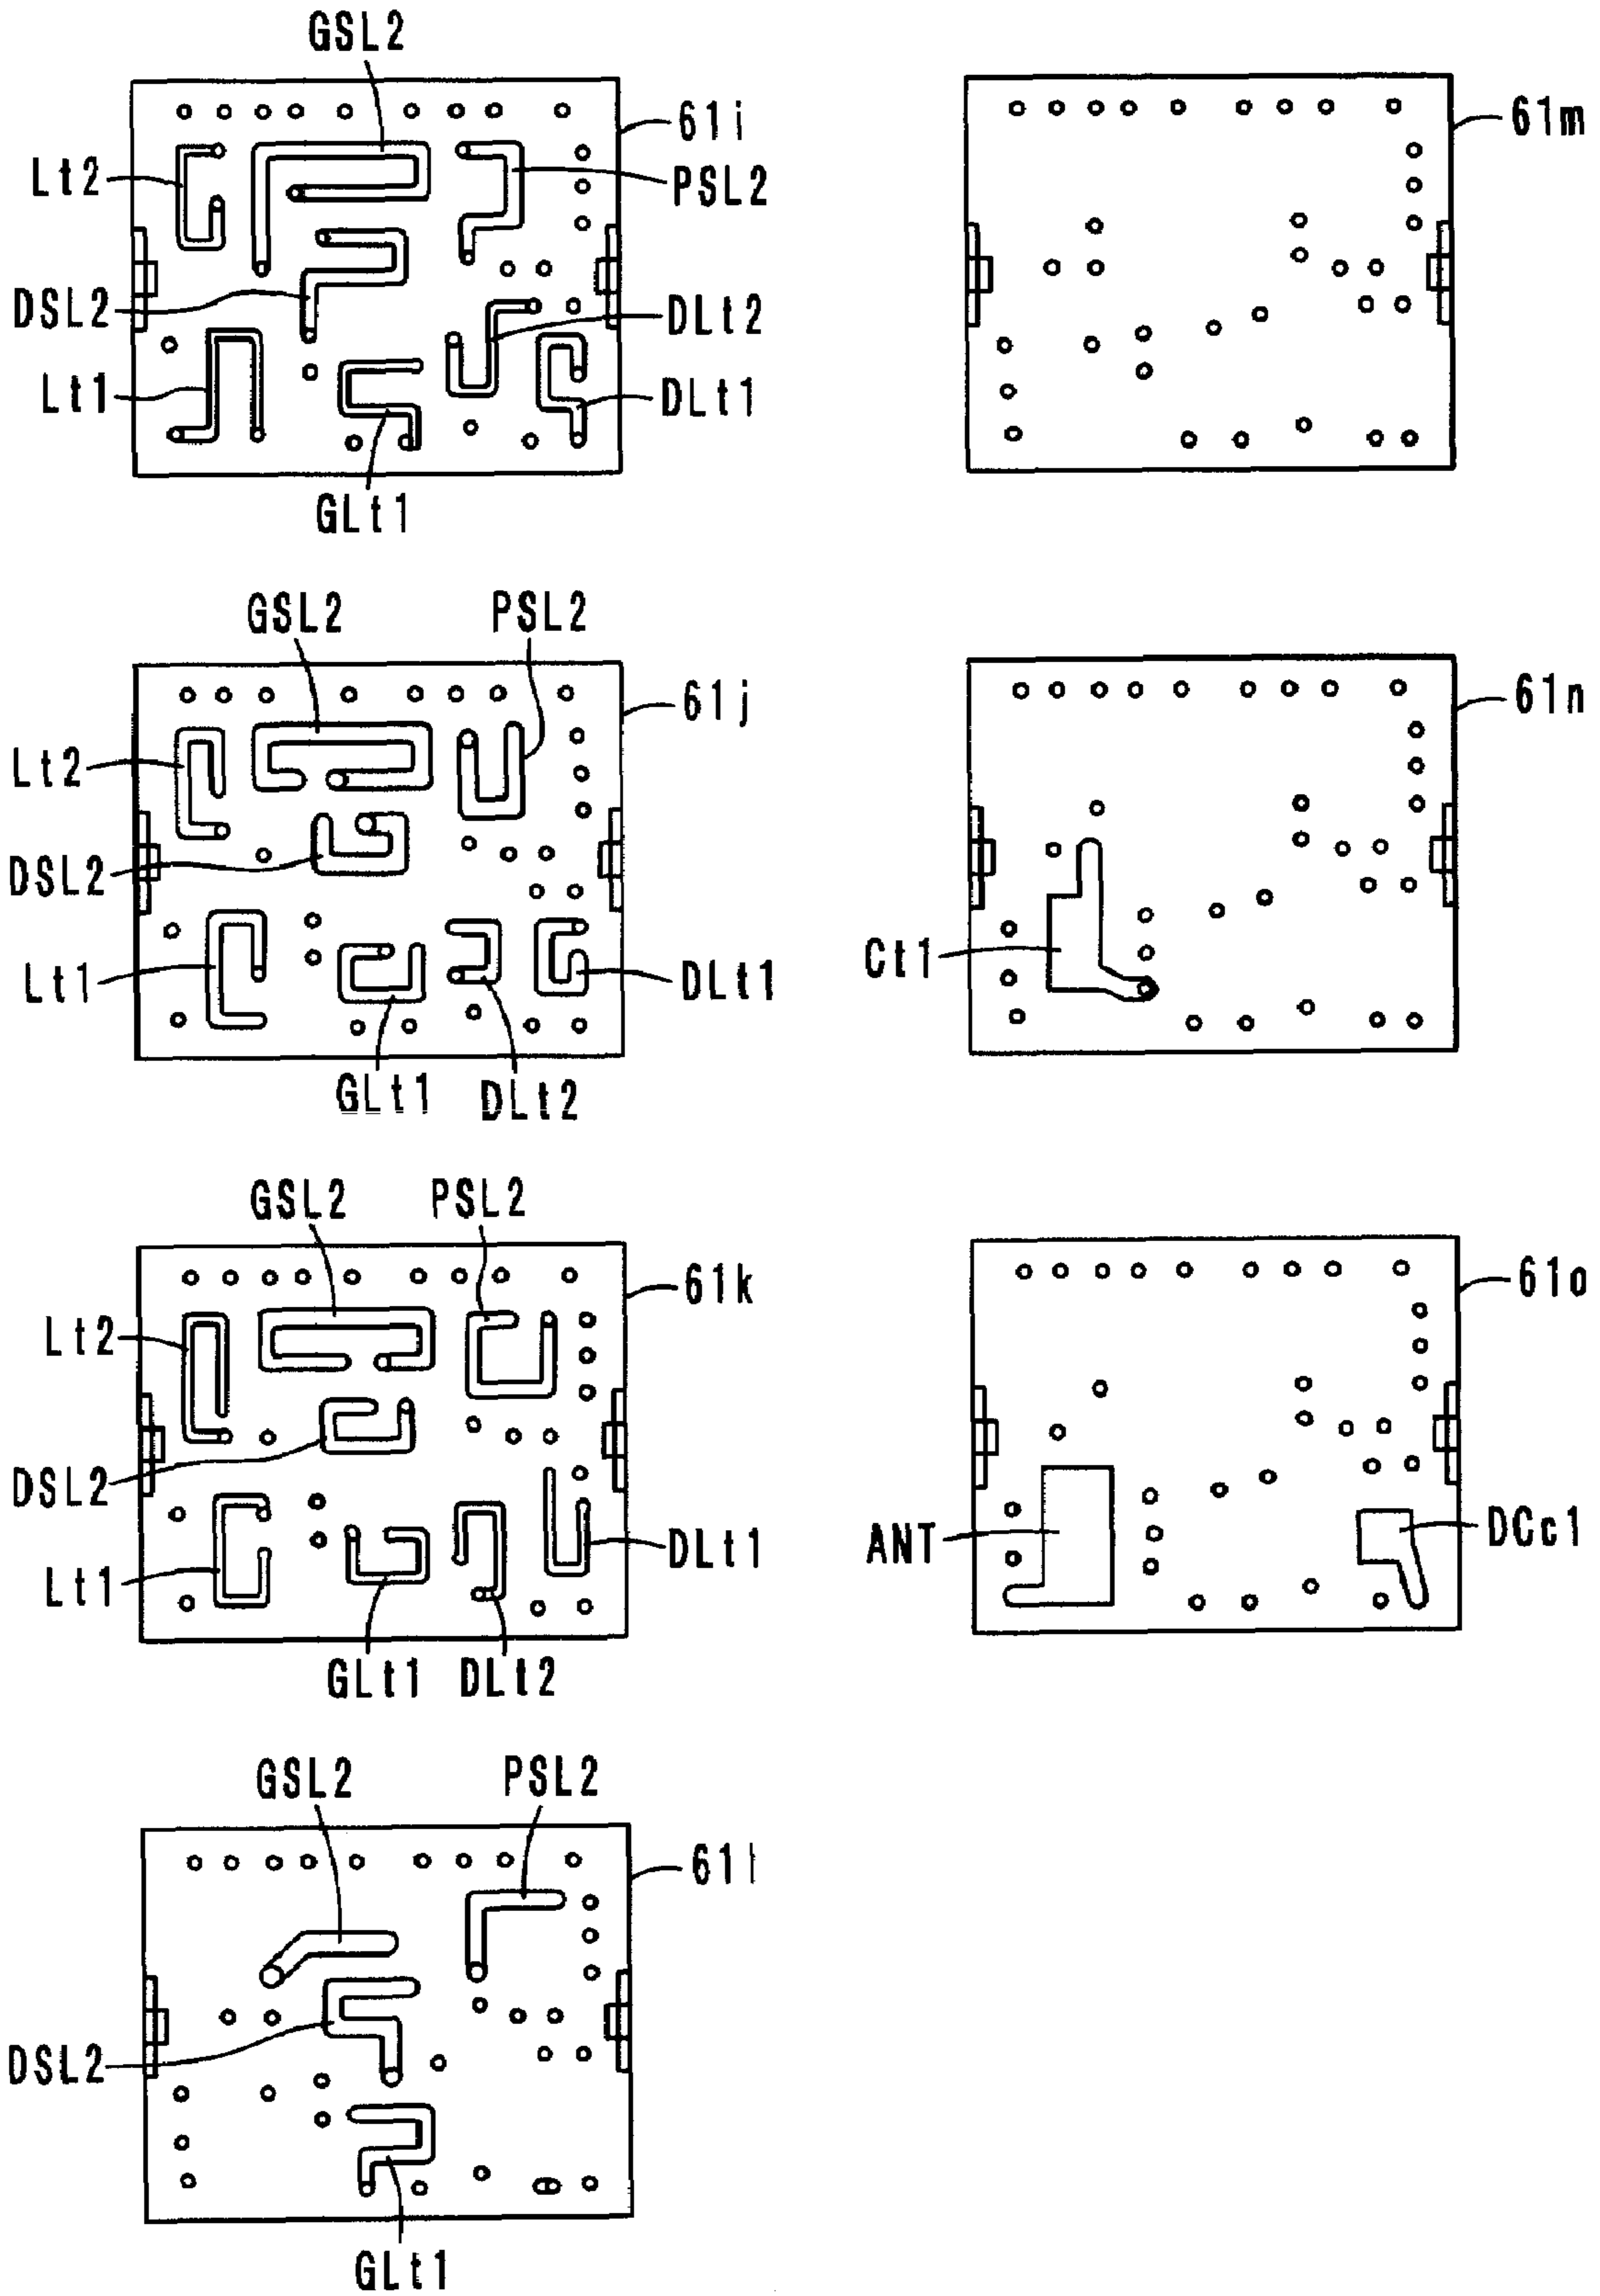 GSL2
61i
Lt2
PSL2
DSL2
DLt2
Lt1
DLt1
GLt1
61m
GSL2 PSL2
61j
Lt2
DSL2
Lt1
DLt1
GLt1 DLt2
61n
Ct1
GSL2 PSL2
61k
Lt2
DSL2
Lt1
DLt1
GLt1 DLt2
61o
ANT
DCc1
GSL2 PSL2
61l
DSL2
GLt1